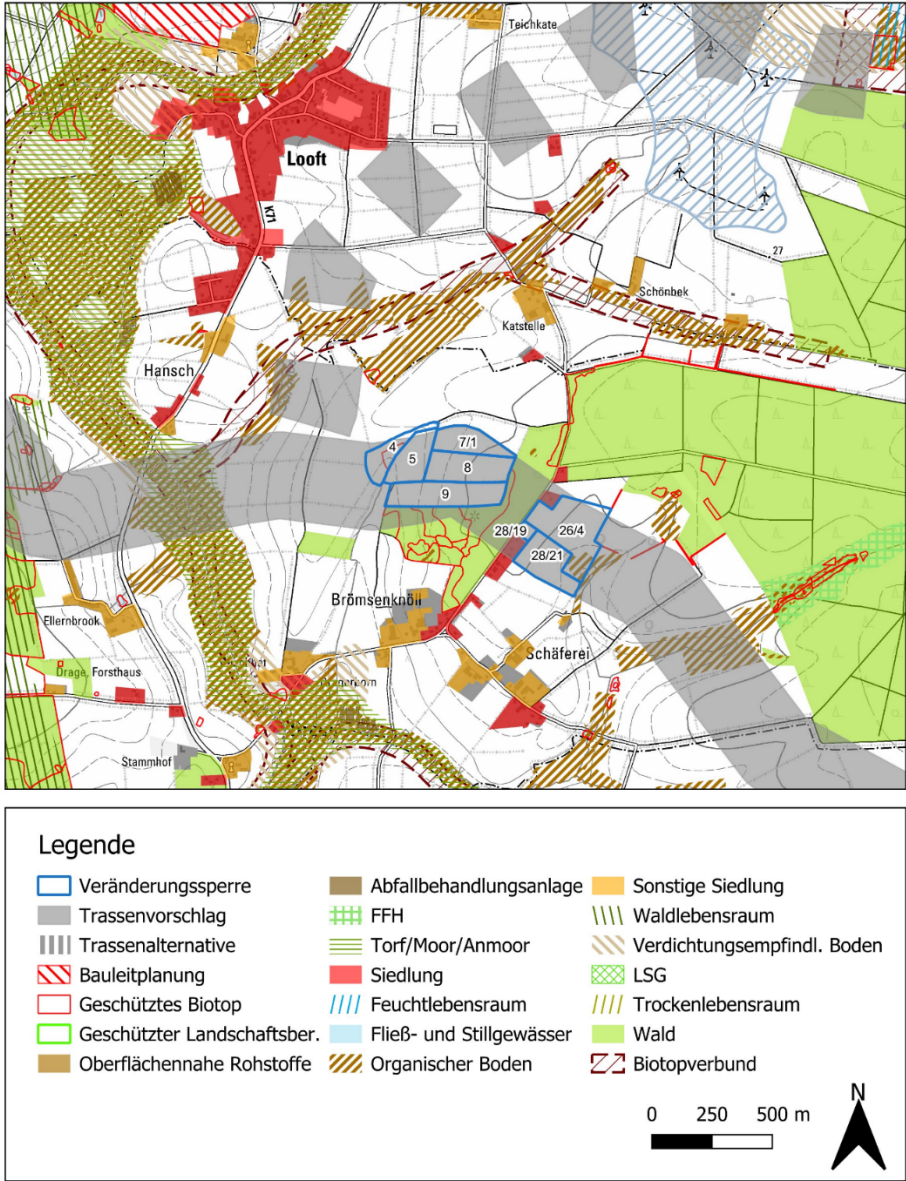 Teichkate
Looft
K71
27
Schönbek
Katstelle
Hansch
4
7/1
5
8
9
28/19
26/4
28/21
Brömsenknöll
Ellernbrook
Schäferei
Drage, Forsthaus
Stammhof
Legende
Veränderungssperre
Abfallbehandlungsanlage
Sonstige Siedlung
Trassenvorschlag
FFH
Waldlebensraum
Trassenalternative
Torf/Moor/Anmoor
Verdichtungsempfindl. Boden
Bauleitplanung
Siedlung
LSG
Geschütztes Biotop
Feuchtlebensraum
Trockenlebensraum
Geschützter Landschaftsber.
Fließ- und Stillgewässer
Wald
Oberflächennahe Rohstoffe
Organischer Boden
Biotopverbund
N
0 250 500 m